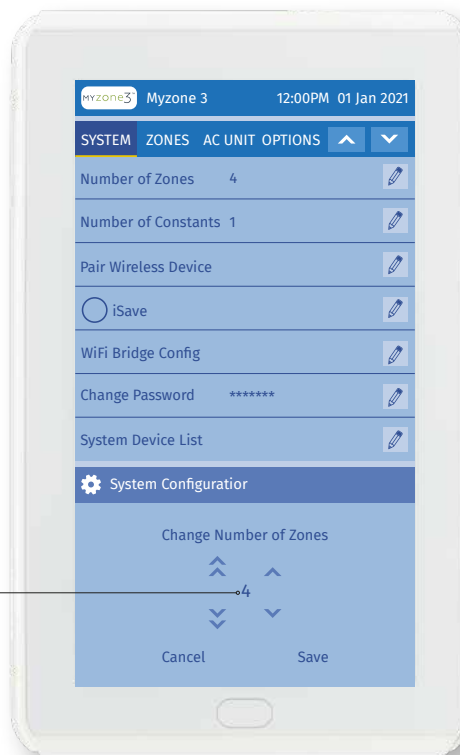 MYzone3™ Myzone 3 12:00PM 01 Jan 2021
SYSTEM ZONES AC UNIT OPTIONS
Number of Zones 4
Number of Constants 1
Pair Wireless Device
iSave
WiFi Bridge Config
Change Password *******
System Device List
System Configuratior
Change Number of Zones
4
Cancel Save